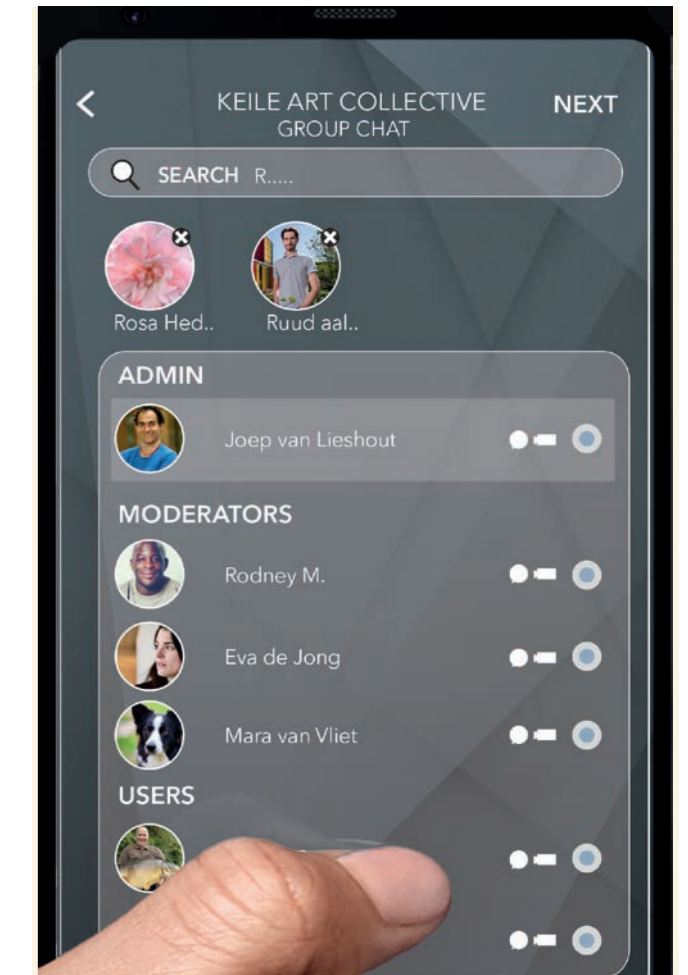 KEILE ART COLLECTIVE
NEXT
GROUP CHAT
SEARCH R.....
Rosa Hed..
Ruud aal..
ADMIN
Joep van Lieshout
MODERATORS
Rodney M.
Eva de Jong
Mara van Vliet
USERS